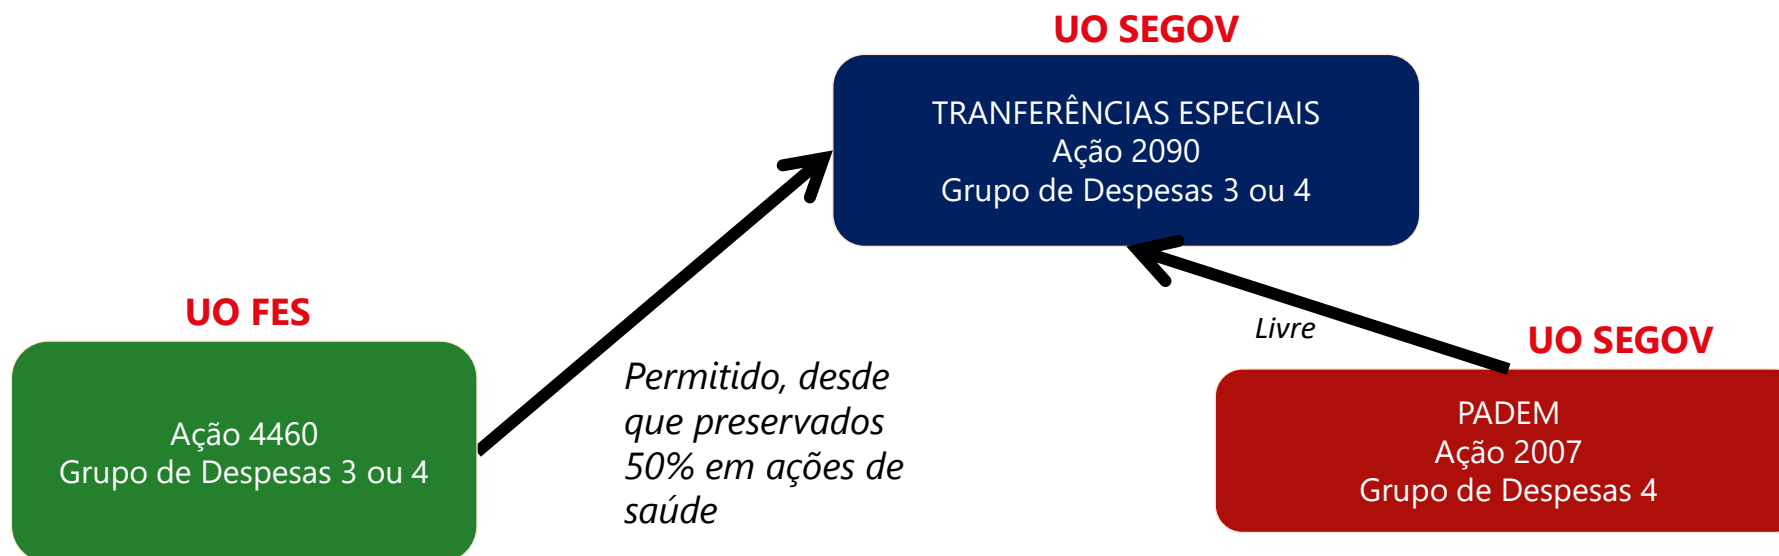 UO SEGOV
TRANFERÊNCIAS ESPECIAIS
Ação 2090
Grupo de Despesas 3 ou 4
UO FES
Ação 4460
Grupo de Despesas 3 ou 4
Permitido, desde
que preservados
50% em ações de
saúde
Livre
UO SEGOV
PADEM
Ação 2007
Grupo de Despesas 4